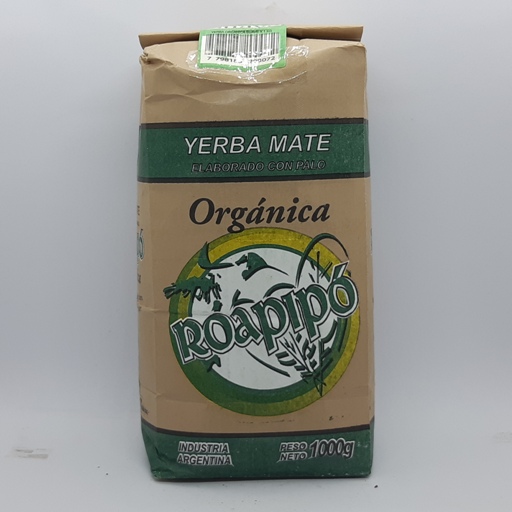 YERBA MATE
ELABORADO CON PALO
Orgánica
Roapipó
INDUSTRIA
ARGENTINA
PESO
NETO 1000g